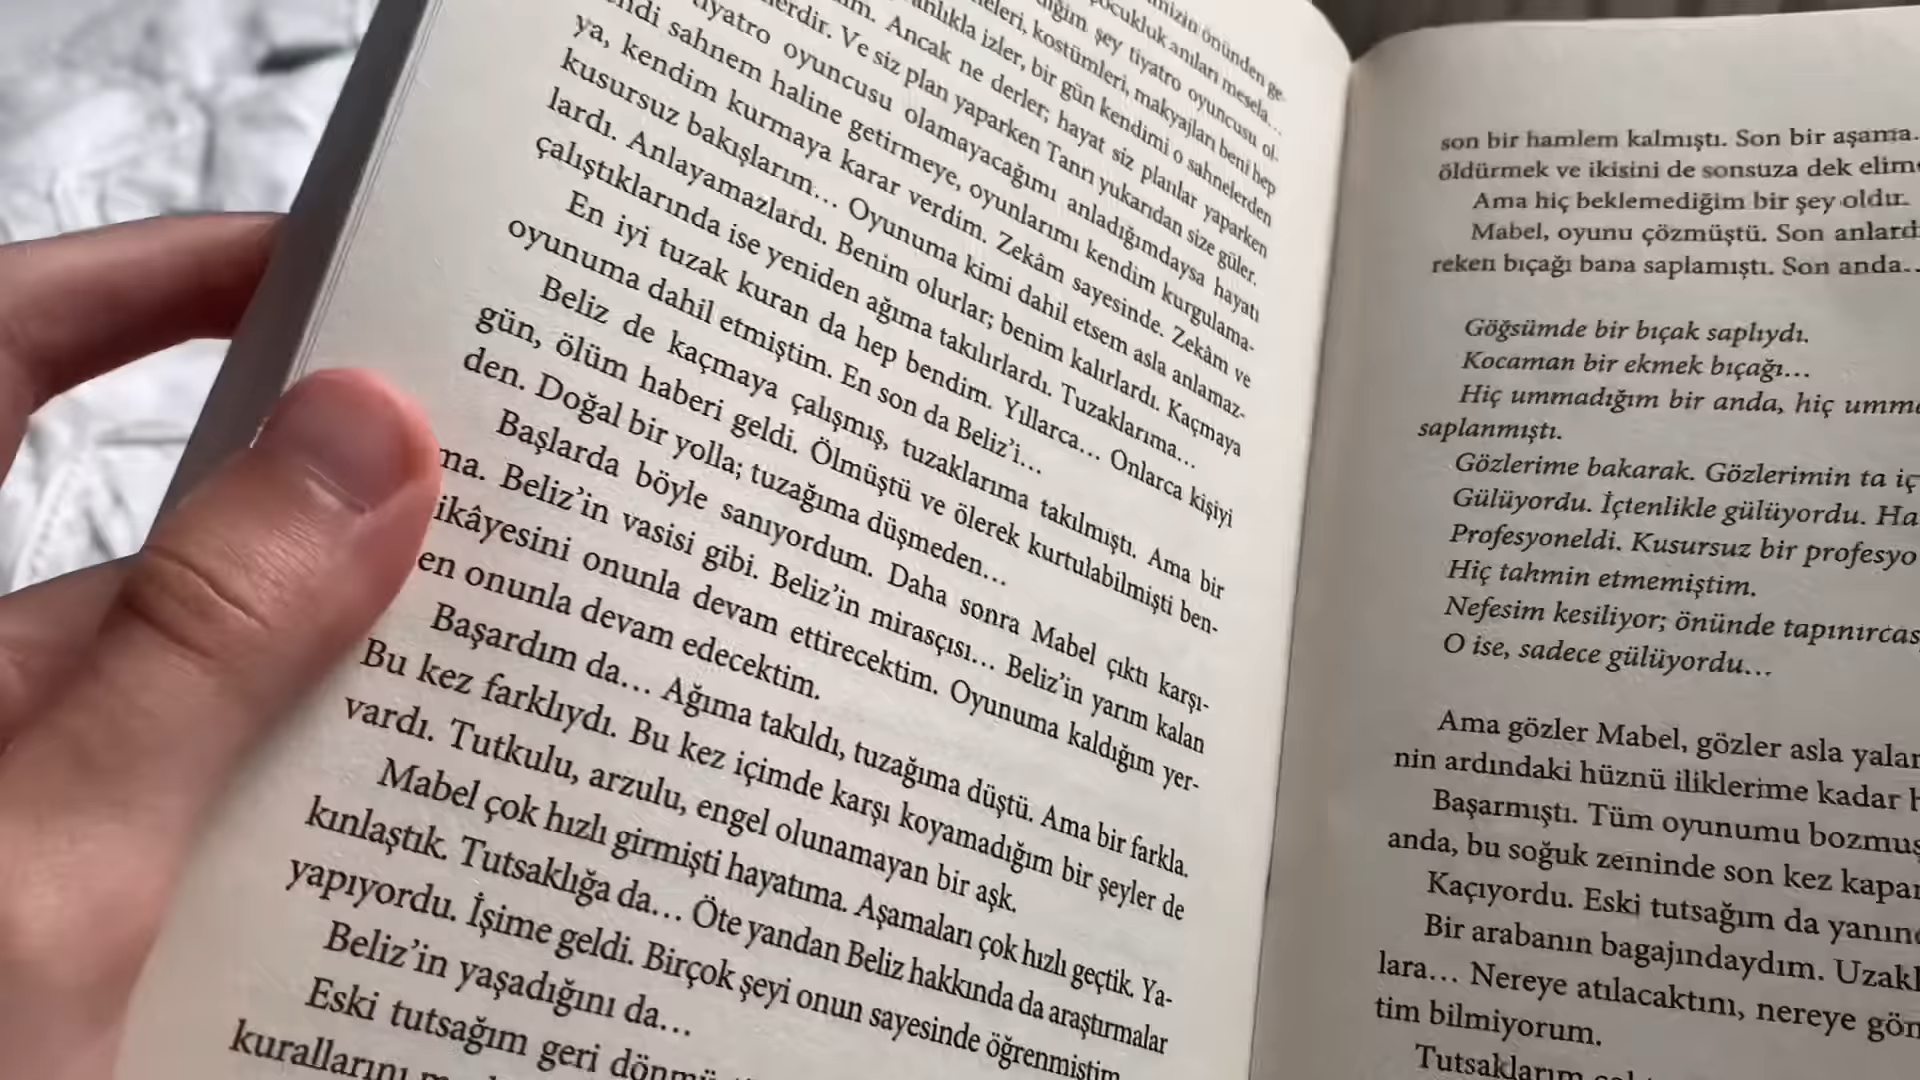 mizin önünden ge-
çocukluk anıları mesela...
diğim şey tiyatro oyuncusu ol-
neleri, kostümleri, makyajları beni hep
anlıkla izler, bir gün kendimi o sahnelerden
Ancak ne derler; hayat siz planlar yaparken
lerdir. Ve siz plan yaparken Tanrı yukarıdan size güler.
tiyatro oyuncusu olamayacağımı anladığımdaysa hayatı
kendi sahnem haline getirmeye, oyunlarımı kendim kurgulama-
ya, kendim kurmaya karar verdim. Zekâm sayesinde. Zekâm ve
kusursuz bakışlarım... Oyunuma kimi dahil etsem asla anlamaz-
lardı. Anlayamazlardı. Benim olurlar; benim kalırlardı. Kaçmaya
çalıştıklarında ise yeniden ağıma takılırlardı. Tuzaklarıma...
En iyi tuzak kuran da hep bendim. Yıllarca... Onlarca kişiyi
oyunuma dahil etmiştim. En son da Beliz'i...
Beliz de kaçmaya çalışmış, tuzaklarıma takılmıştı. Ama bir
gün, ölüm haberi geldi. Ölmüştü ve ölerek kurtulabilmişti ben-
den. Doğal bir yolla; tuzağıma düşmeden...
Başlarda böyle sanıyordum. Daha sonra Mabel çıktı karşı-
ma. Beliz'in vasisi gibi. Beliz'in mirasçısı... Beliz'in yarım kalan
ikâyesini onunla devam ettirecektim. Oyunuma kaldığım yer-
en onunla devam edecektim.
Başardım da... Ağıma takıldı, tuzağıma düştü. Ama bir farkla.
Bu kez farklıydı. Bu kez içimde karşı koyamadığım bir şeyler de
vardı. Tutkulu, arzulu, engel olunamayan bir aşk.
Mabel çok hızlı girmişti hayatıma. Aşamaları çok hızlı geçtik. Ya-
kınlaştık. Tutsaklığa da... Öte yandan Beliz hakkında da araştırmalar
yapıyordu. İşime geldi. Birçok şeyi onun sayesinde öğrenmiştim
Beliz'in yaşadığını da...
Eski tutsağım geri dönmü
kurallarını
son bir hamlem kalmıştı. Son bir aşama.
öldürmek ve ikisini de sonsuza dek elim
Ama hiç beklemediğim bir şey oldu.
Mabel, oyunu çözmüştü. Son anlard
reken bıçağı bana saplamıştı. Son anda...
Göğsümde bir bıçak saplıydı.
Kocaman bir ekmek bıçağı...
Hiç ummadığım bir anda, hiç umm
saplanmıştı.
Gözlerime bakarak. Gözlerimin ta iç
Gülüyordu. İçtenlikle gülüyordu. Ha
Profesyoneldi. Kusursuz bir profesyo
Hiç tahmin etmemiştim.
Nefesim kesiliyor; önünde tapınırcas
O ise, sadece gülüyordu...
Ama gözler Mabel, gözler asla yalan
nin ardındaki hüznü iliklerime kadar h
Başarmıştı. Tüm oyunumu bozmuş
anda, bu soğuk zeminde son kez kapan
Kaçıyordu. Eski tutsağım da yanınd
Bir arabanın bagajındaydım. Uzakl
lara... Nereye atılacaktım, nereye göm
tim bilmiyorum.
Tutsaklarım